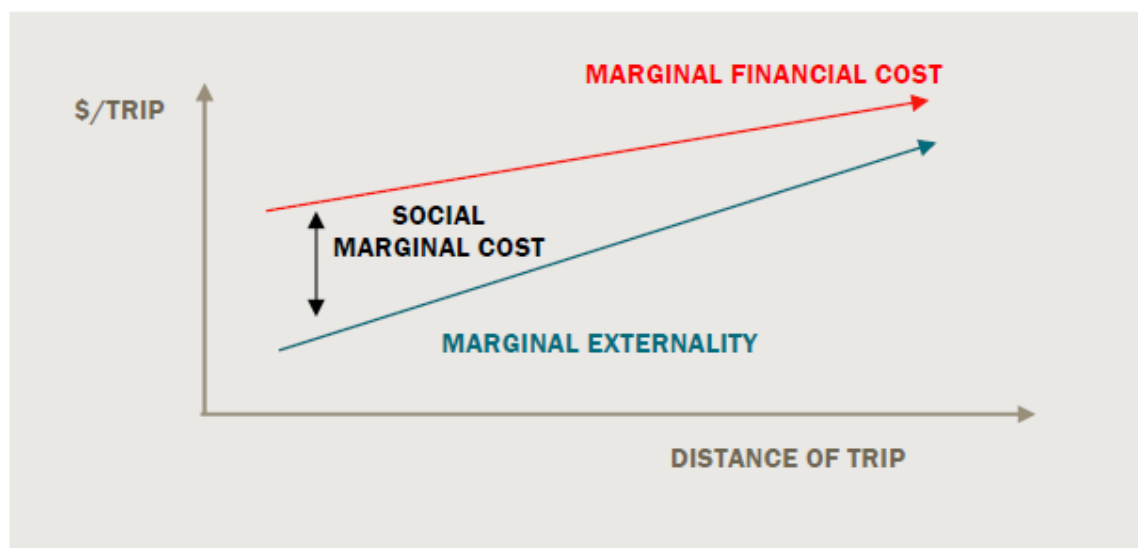 MARGINAL FINANCIAL COST
$/TRIP
SOCIAL
MARGINAL COST
MARGINAL EXTERNALITY
DISTANCE OF TRIP